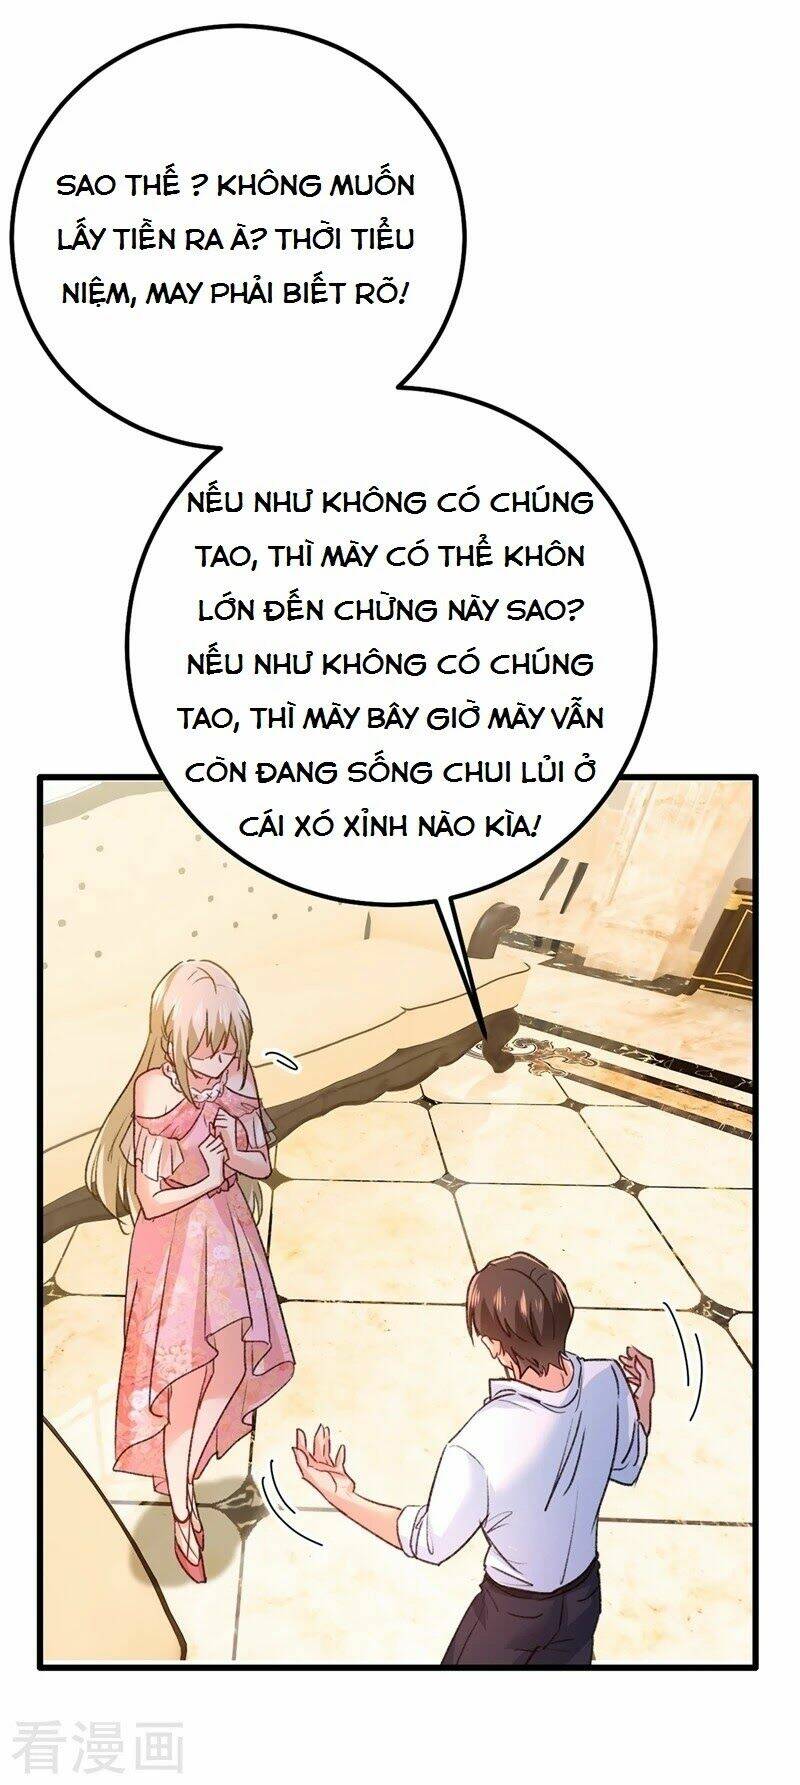 SAO THẾ ? KHÔNG MUỐN
LẤY TIỀN RA À? THỜI TIỂU
NIỆM, MAY PHẢI BIẾT RÕ!
NẾU NHƯ KHÔNG CÓ CHÚNG
TAO, THÌ MÀY CÓ THỂ KHÔN
LỚN ĐẾN CHỪNG NÀY SAO?
NẾU NHƯ KHÔNG CÓ CHÚNG
TAO, THÌ MÀY BÂY GIỜ MÀY VẪN
CÒN ĐANG SỐNG CHUI LỦI Ở
CÁI XÓ XỈNH NÀO KÌA!
看漫画